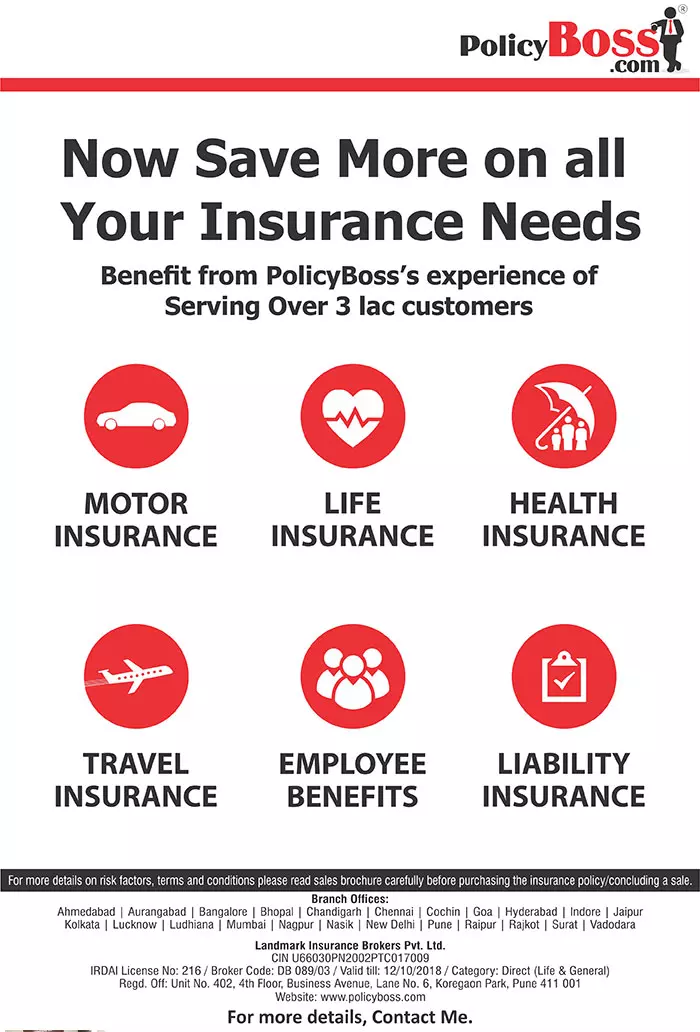 PolicyBoss®
.com
Now Save More on all
Your Insurance Needs
Benefit from PolicyBoss's experience of
Serving Over 3 lac customers
MOTOR
INSURANCE
LIFE
INSURANCE
HEALTH
INSURANCE
TRAVEL
INSURANCE
EMPLOYEE
BENEFITS
LIABILITY
INSURANCE
For more details on risk factors, terms and conditions please read sales brochure carefully before purchasing the insurance policy/concluding a sale.
Branch Offices:
Ahmedabad | Aurangabad | Bangalore | Bhopal | Chandigarh | Chennai | Cochin | Goa | Hyderabad | Indore | Jaipur
Kolkata | Lucknow | Ludhiana | Mumbai | Nagpur | Nasik | New Delhi | Pune | Raipur | Rajkot | Surat | Vadodara
Landmark Insurance Brokers Pvt. Ltd.
CIN U66030PN2002PTC017009
IRDAI License No: 216 / Broker Code: DB 089/03 / Valid till: 12/10/2018 / Category: Direct (Life & General)
Regd. Off: Unit No. 402, 4th Floor, Business Avenue, Lane No. 6, Koregaon Park, Pune 411 001
Website: www.policyboss.com
For more details, Contact Me.